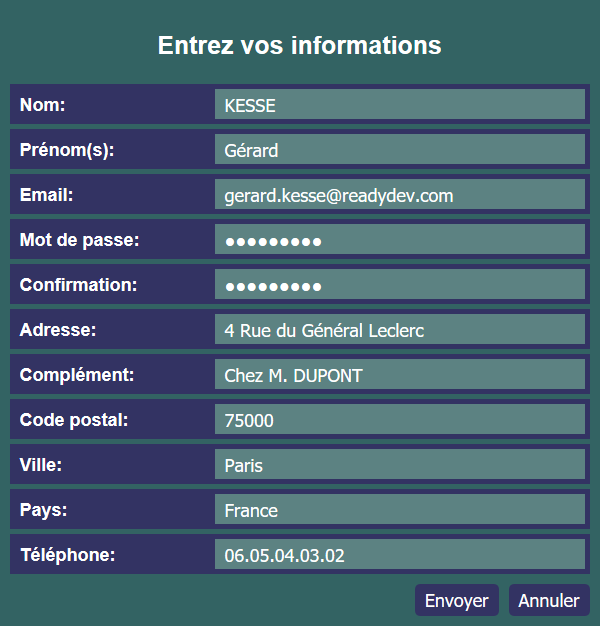 Entrez vos informations
Nom: KESSE
Prénom(s): Gérard
Email: gerard.kesse@readydev.com
Mot de passe: ●●●●●●●●●
Confirmation: ●●●●●●●●●
Adresse: 4 Rue du Général Leclerc
Complément: Chez M. DUPONT
Code postal: 75000
Ville: Paris
Pays: France
Téléphone: 06.05.04.03.02
Envoyer Annuler